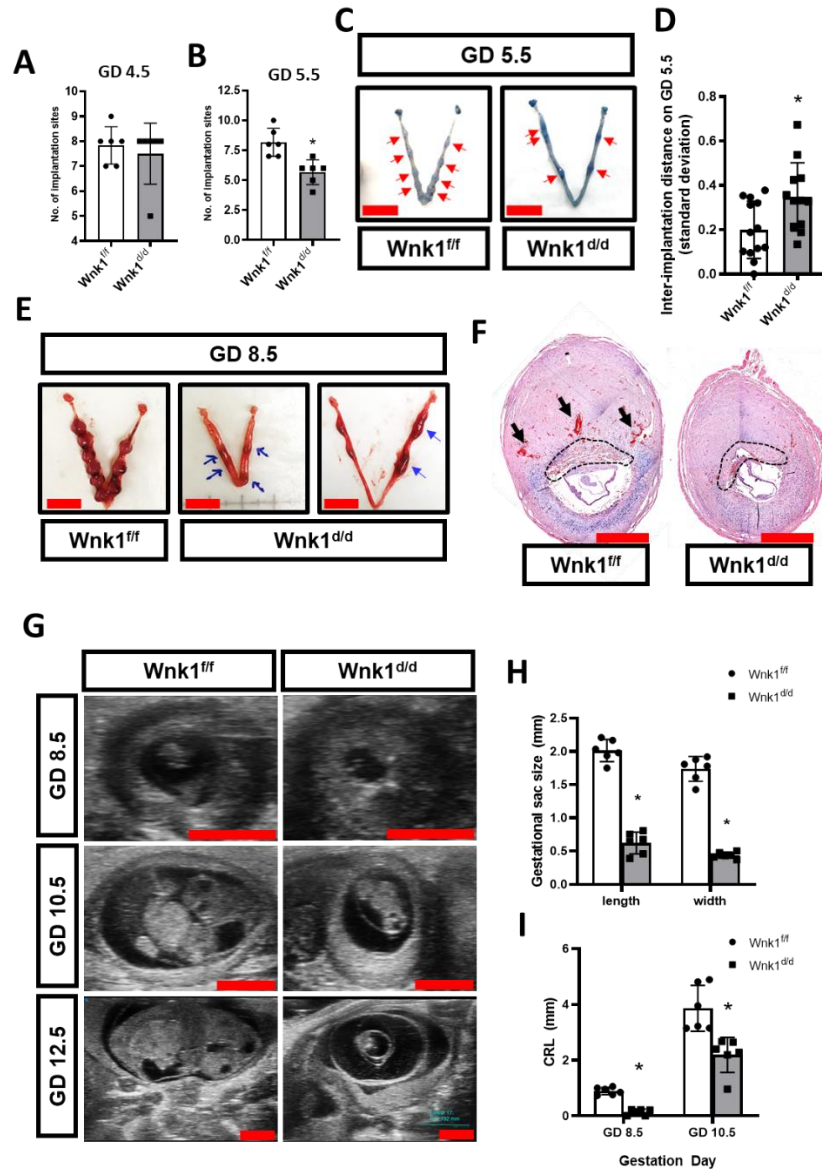 A
GD 4.5
No. of implantation sites
10
9
8
7
6
5
4
Wnk1f/f
Wnk1d/d
B
GD 5.5
No. of implantation sites
12.5
10.0
7.5
5.0
2.5
0.0
*
Wnk1f/f
Wnk1d/d
C
GD 5.5
Wnk1f/f
Wnk1d/d
D
Inter-implantation distance on GD 5.5
(standard deviation)
0.8
0.6
0.4
0.2
0.0
*
Wnk1f/f
Wnk1d/d
E
GD 8.5
Wnk1f/f
Wnk1d/d
F
Wnk1f/f
Wnk1d/d
G
Wnk1f/f
Wnk1d/d
GD 8.5
GD 10.5
GD 12.5
H
Wnk1f/f
Wnk1d/d
Gestational sac size (mm)
2.5
2.0
1.5
1.0
0.5
0.0
*
*
length
width
I
Wnk1f/f
Wnk1d/d
CRL (mm)
6
4
2
0
*
*
GD 8.5
GD 10.5
Gestation Day